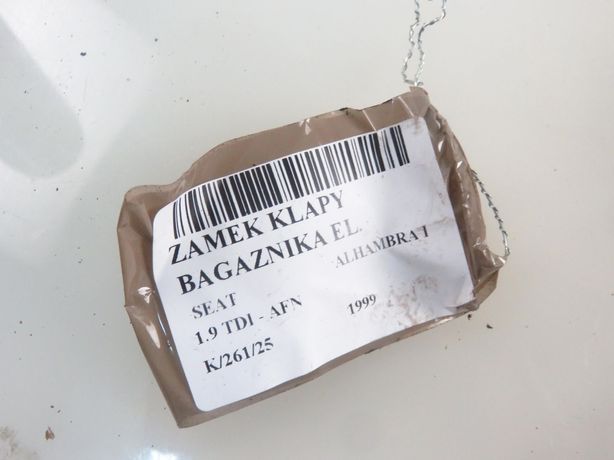 ZAMEK KLAPY
BAGAZNIKA EL.
SEAT ALHAMBRA I
1.9 TDI - AFN 1999
K/261/25